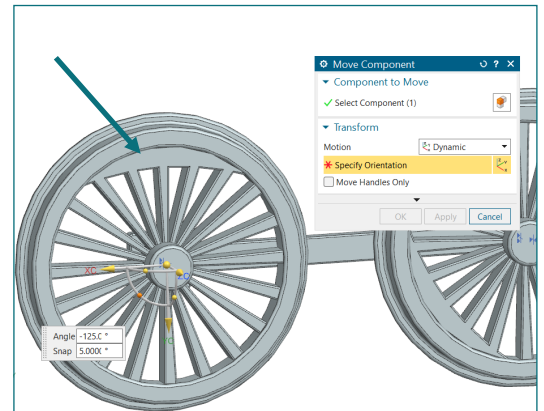 Move Component
Component to Move
Select Component (1)
Transform
Motion Dynamic
Specify Orientation
Move Handles Only
OK Apply Cancel
XC
YC
Angle -125.0 °
Snap 5.000 °